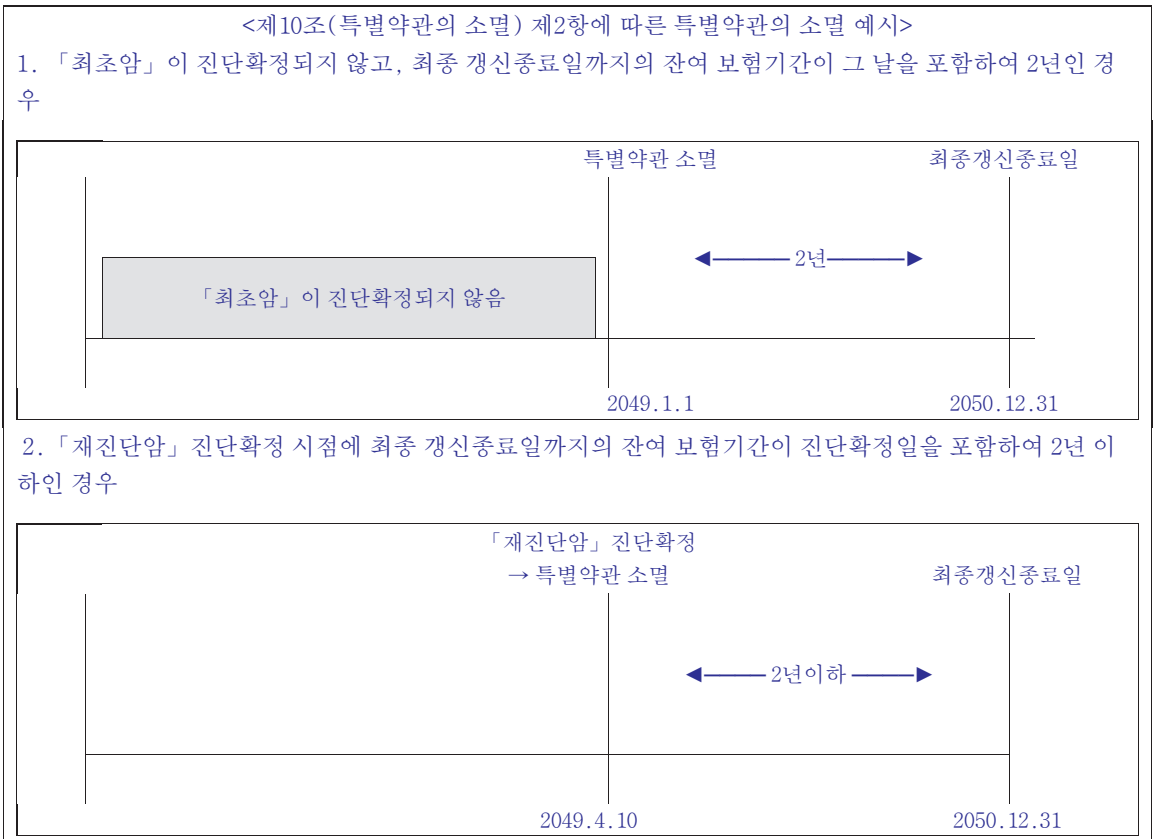 <제10조(특별약관의 소멸) 제2항에 따른 특별약관의 소멸 예시>
1. 「최초암」이 진단확정되지 않고, 최종 갱신종료일까지의 잔여 보험기간이 그 날을 포함하여 2년인 경
우
특별약관 소멸 최종갱신종료일
2년
「최초암」이 진단확정되지 않음
2049.1.1 2050.12.31
2.「재진단암」진단확정 시점에 최종 갱신종료일까지의 잔여 보험기간이 진단확정일을 포함하여 2년 이
하인 경우
「재진단암」진단확정
→ 특별약관 소멸 최종갱신종료일
2년이하
2049.4.10 2050.12.31